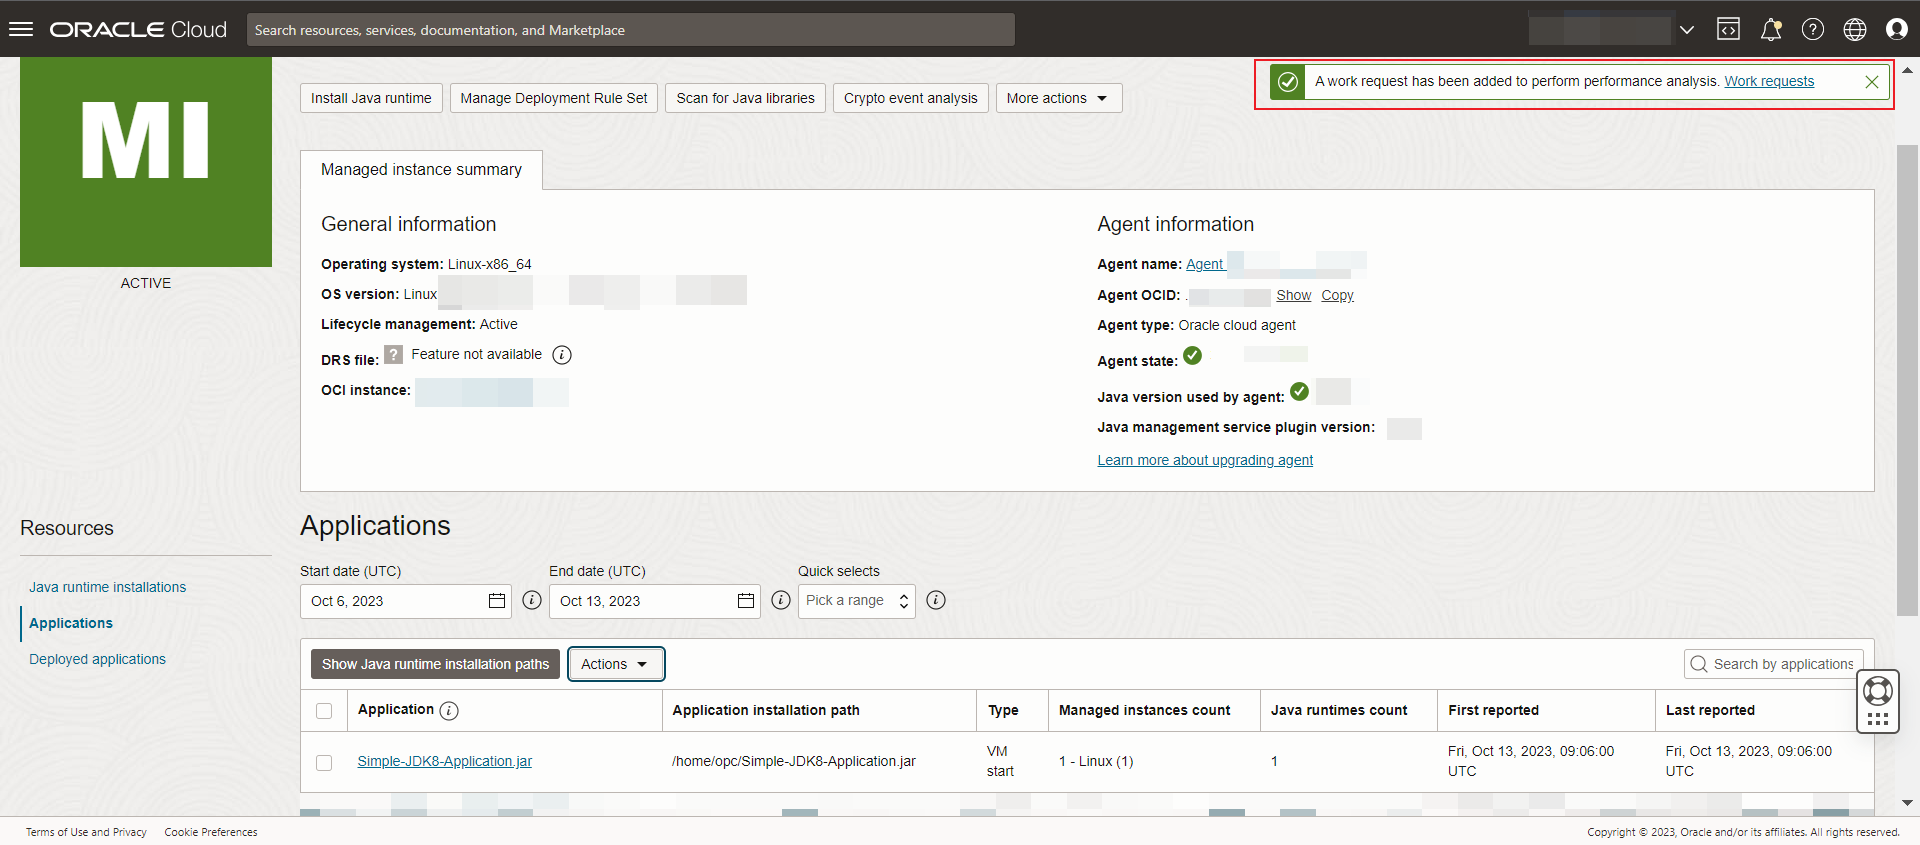 ORACLE Cloud
Search resources, services, documentation, and Marketplace
MI
ACTIVE
Install Java runtime
Manage Deployment Rule Set
Scan for Java libraries
Crypto event analysis
More actions
A work request has been added to perform performance analysis. Work requests
Managed instance summary
General information
Operating system: Linux-x86_64
OS version: Linux
Lifecycle management: Active
DRS file: ? Feature not available
OCI instance:
Agent information
Agent name: Agent
Agent OCID: . Show Copy
Agent type: Oracle cloud agent
Agent state:
Java version used by agent:
Java management service plugin version:
Learn more about upgrading agent
Resources
Java runtime installations
Applications
Deployed applications
Applications
Start date (UTC)
Oct 6, 2023
End date (UTC)
Oct 13, 2023
Quick selects
Pick a range
Show Java runtime installation paths
Actions
Search by applications
Application
Application installation path
Type
Managed instances count
Java runtimes count
First reported
Last reported
Simple-JDK8-Application.jar
/home/opc/Simple-JDK8-Application.jar
VM
start
1 - Linux (1)
1
Fri, Oct 13, 2023, 09:06:00
UTC
Fri, Oct 13, 2023, 09:06:00
UTC
Terms of Use and Privacy
Cookie Preferences
Copyright © 2023, Oracle and/or its affiliates. All rights reserved.